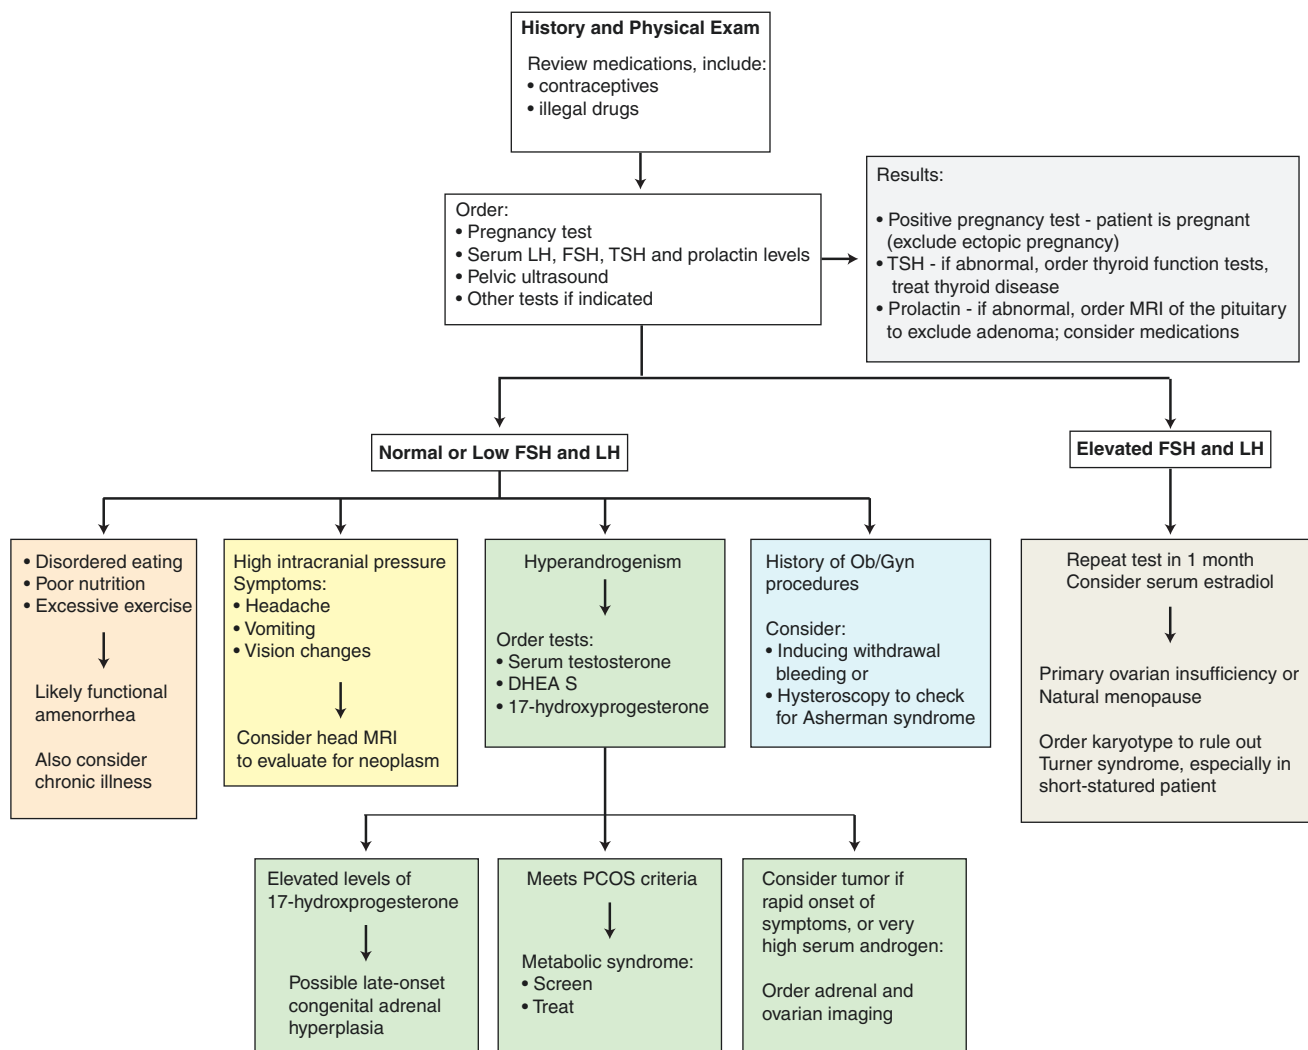 History and Physical Exam
Review medications, include:
• contraceptives
• illegal drugs
Order:
• Pregnancy test
• Serum LH, FSH, TSH and prolactin levels
• Pelvic ultrasound
• Other tests if indicated
Results:
• Positive pregnancy test - patient is pregnant
(exclude ectopic pregnancy)
• TSH - if abnormal, order thyroid function tests,
treat thyroid disease
• Prolactin - if abnormal, order MRI of the pituitary
to exclude adenoma; consider medications
Normal or Low FSH and LH
Elevated FSH and LH
• Disordered eating
• Poor nutrition
• Excessive exercise
Likely functional
amenorrhea
Also consider
chronic illness
High intracranial pressure
Symptoms:
• Headache
• Vomiting
• Vision changes
Consider head MRI
to evaluate for neoplasm
Hyperandrogenism
Order tests:
• Serum testosterone
• DHEA S
• 17-hydroxyprogesterone
History of Ob/Gyn
procedures
Consider:
• Inducing withdrawal
bleeding or
• Hysteroscopy to check
for Asherman syndrome
Repeat test in 1 month
Consider serum estradiol
Primary ovarian insufficiency or
Natural menopause
Order karyotype to rule out
Turner syndrome, especially in
short-statured patient
Elevated levels of
17-hydroxprogesterone
Possible late-onset
congenital adrenal
hyperplasia
Meets PCOS criteria
Metabolic syndrome:
• Screen
• Treat
Consider tumor if
rapid onset of
symptoms, or very
high serum androgen:
Order adrenal and
ovarian imaging